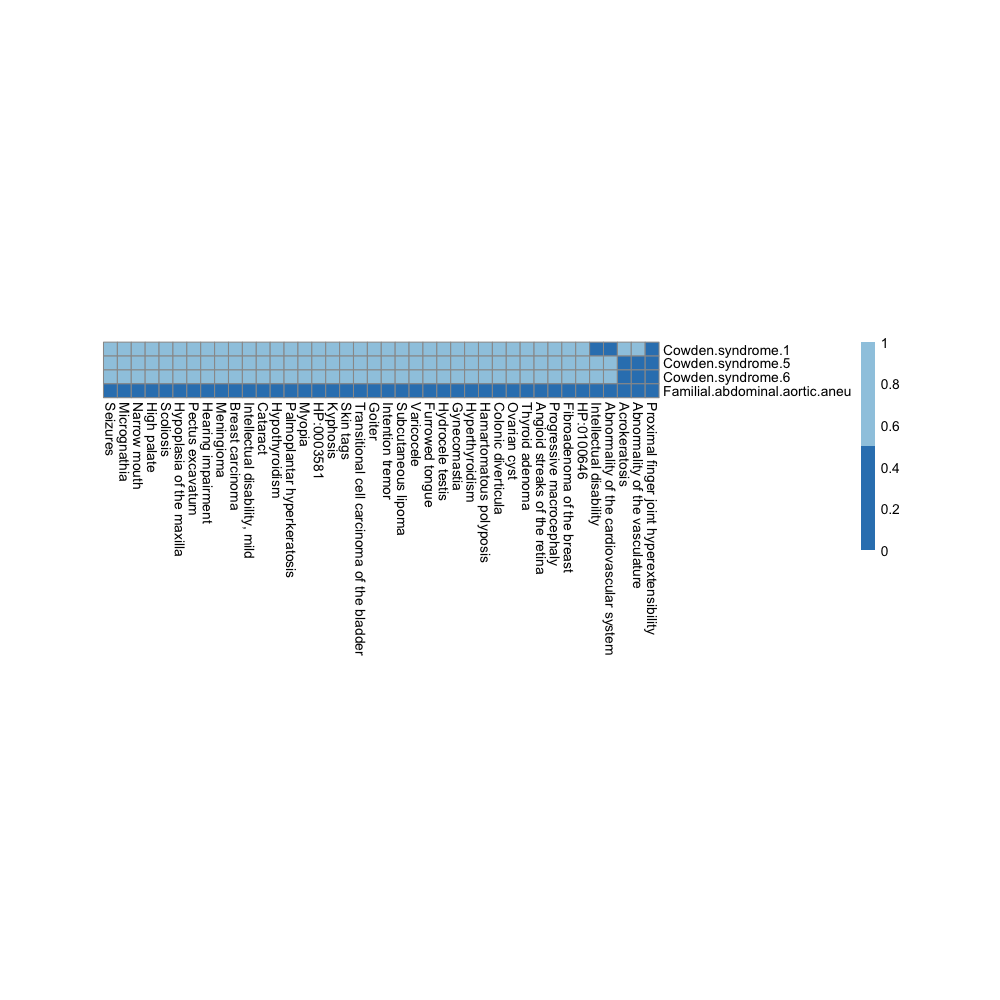 Cowden.syndrome.1
Cowden.syndrome.5
Cowden.syndrome.6
Familial.abdominal.aortic.aneu
1
0.8
0.6
0.4
0.2
0
Seizures
Micrognathia
Narrow mouth
High palate
Scoliosis
Hypoplasia of the maxilla
Pectus excavatum
Hearing impairment
Meningioma
Breast carcinoma
Intellectual disability, mild
Cataract
Hypothyroidism
Palmoplantar hyperkeratosis
Myopia
HP:0003581
Kyphosis
Skin tags
Transitional cell carcinoma of the bladder
Goiter
Intention tremor
Subcutaneous lipoma
Varicocele
Furrowed tongue
Hydrocele testis
Gynecomastia
Hyperthyroidism
Hamartomatous polyposis
Colonic diverticula
Ovarian cyst
Thyroid adenoma
Angioid streaks of the retina
Progressive macrocephaly
Fibroadenoma of the breast
HP:0100646
Intellectual disability
Abnormality of the cardiovascular system
Acrokeratosis
Abnormality of the vasculature
Proximal finger joint hyperextensibility